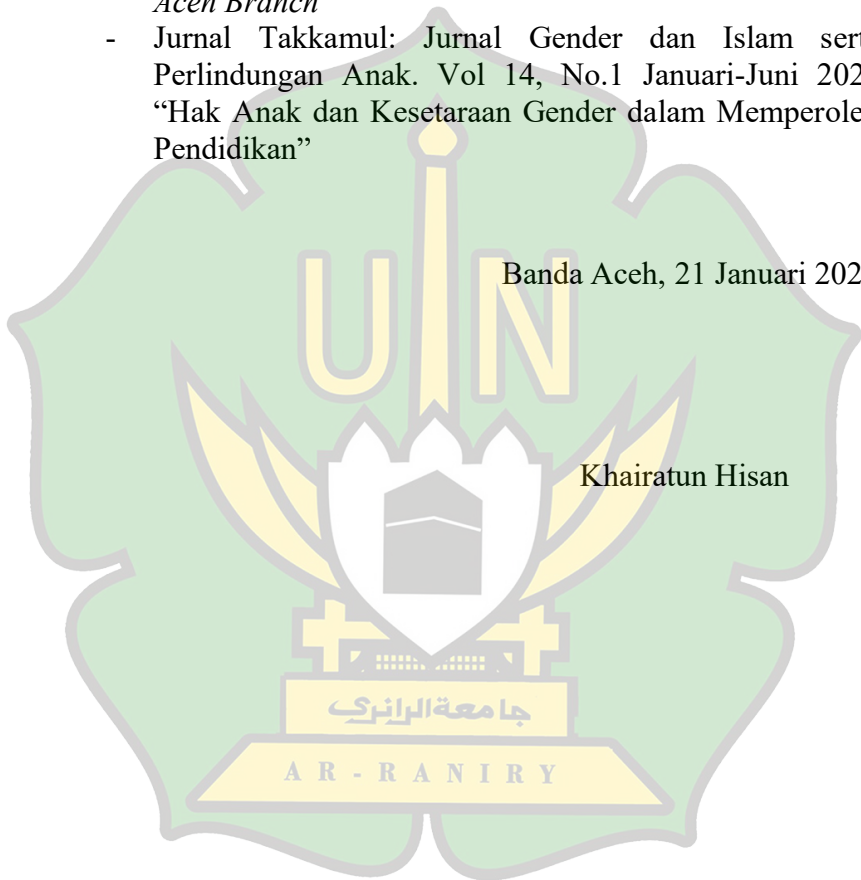 Aceh Branch
- Jurnal Takkamul: Jurnal Gender dan Islam sert
Perlindungan Anak. Vol 14, No.1 Januari-Juni 202
“Hak Anak dan Kesetaraan Gender dalam Memperole
Pendidikan”
Banda Aceh, 21 Januari 202
UIN
Khairatun Hisan
جامعة الرانري
AR-RANIRY